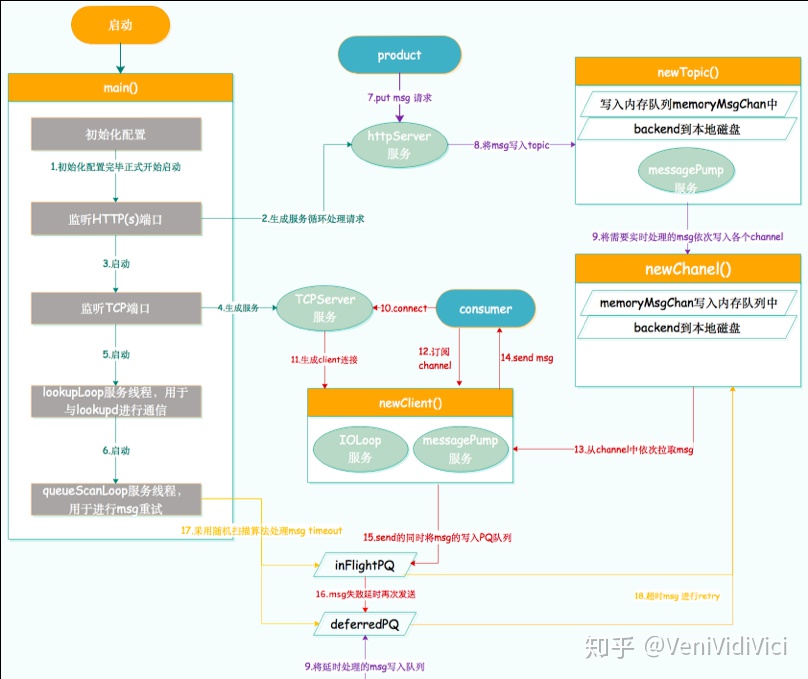 启动
main()
初始化配置
1.初始化配置完毕正式开始启动
监听HTTP(s)端口
2.生成服务循环处理请求
3.启动
监听TCP端口
4.生成服务
5.启动
lookupLoop服务线程，用于
与lookupd进行通信
6.启动
queueScanLoop服务线程，
用于进行msg重试
product
7.put msg 请求
httpServer
服务
8.将msg写入topic
newTopic()
写入内存队列memoryMsgChan中
backend到本地磁盘
messagePump
服务
9.将需要实时处理的msg依次写入各个channel
newChanel()
memoryMsgChan写入内存队列中
backend到本地磁盘
TCPServer
服务
10.connect
consumer
11.生成client连接
12.订阅
channel
14.send msg
newClient()
IOLoop
服务
messagePump
服务
13.从channel中依次拉取msg
15.send的同时将msg的写入PQ队列
17.采用随机扫描算法处理msg timeout
inFlightPQ
16.msg失败延时再次发送
18.超时msg 进行retry
deferredPQ
9.将延时处理的msg写入队列
知乎 @VeniVidiVici